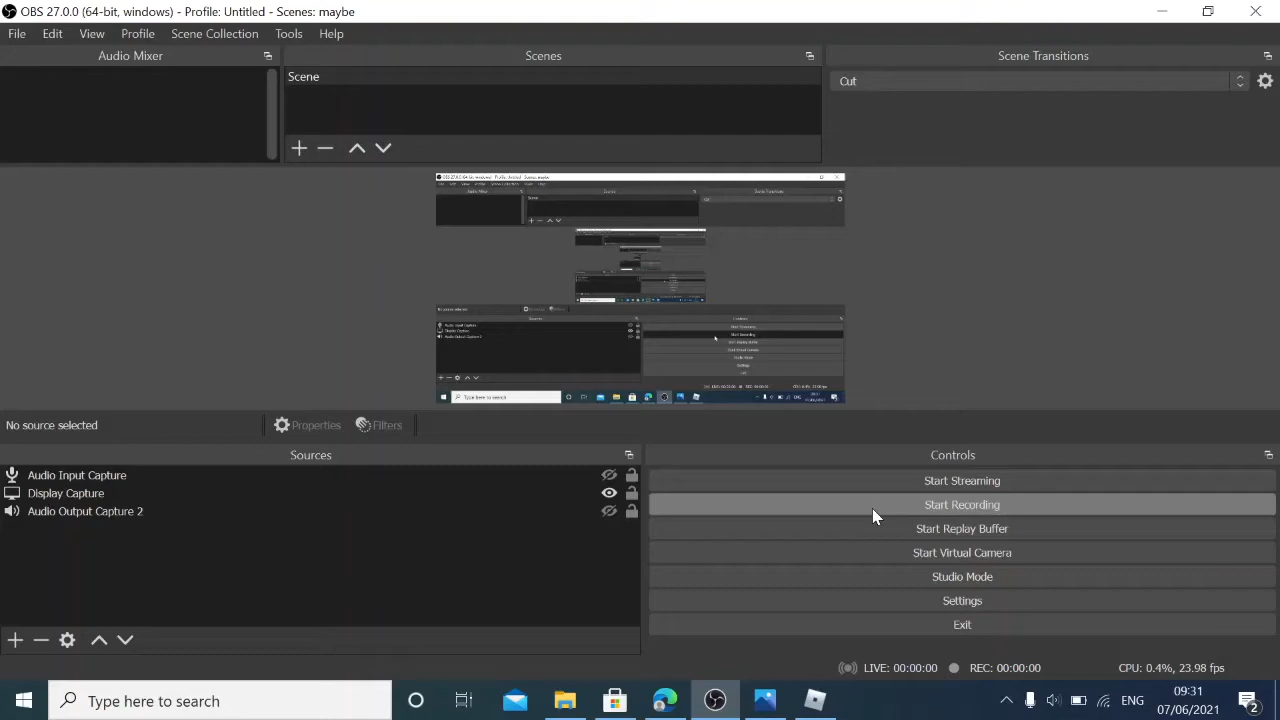 OBS 27.0.0 (64-bit, windows) - Profile: Untitled - Scenes: maybe
File Edit View Profile Scene Collection Tools Help
Audio Mixer
Scenes
Scene Transitions
Scene
Cut
No source selected
Properties
Filters
Sources
Controls
Audio Input Capture
Display Capture
Audio Output Capture 2
Start Streaming
Start Recording
Start Replay Buffer
Start Virtual Camera
Studio Mode
Settings
Exit
LIVE: 00:00:00
REC: 00:00:00
CPU: 0.4%, 23.98 fps
Type here to search
ENG
09:31
07/06/2021
2